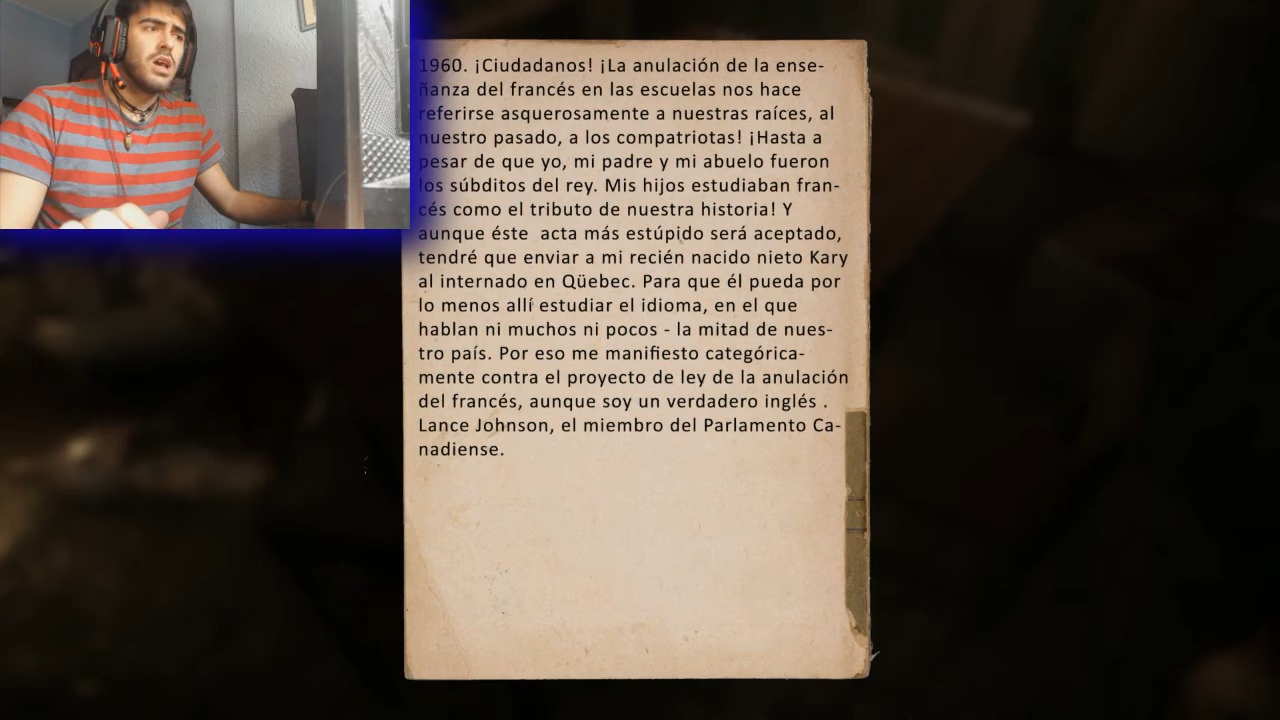 1960. ¡Ciudadanos! ¡La anulación de la ense-
ñanza del francés en las escuelas nos hace
referirse asquerosamente a nuestras raíces, al
nuestro pasado, a los compatriotas! ¡Hasta a
pesar de que yo, mi padre y mi abuelo fueron
los súbditos del rey. Mis hijos estudiaban fran-
cés como el tributo de nuestra historia! Y
aunque éste  acta más estúpido será aceptado,
tendré que enviar a mi recién nacido nieto Kary
al internado en Qüebec. Para que él pueda por
lo menos allí estudiar el idioma, en el que
hablan ni muchos ni pocos - la mitad de nues-
tro país. Por eso me manifiesto categórica-
mente contra el proyecto de ley de la anulación
del francés, aunque soy un verdadero inglés .
Lance Johnson, el miembro del Parlamento Ca-
nadiense.